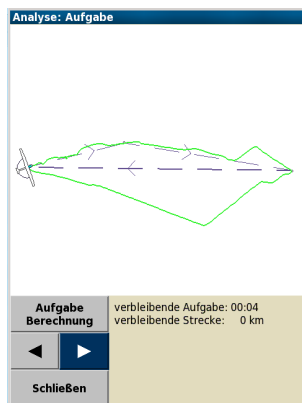 Analyse: Aufgabe
Aufgabe
Berechnung
verbleibende Aufgabe: 00:04
verbleibende Strecke: 0 km
Schließen